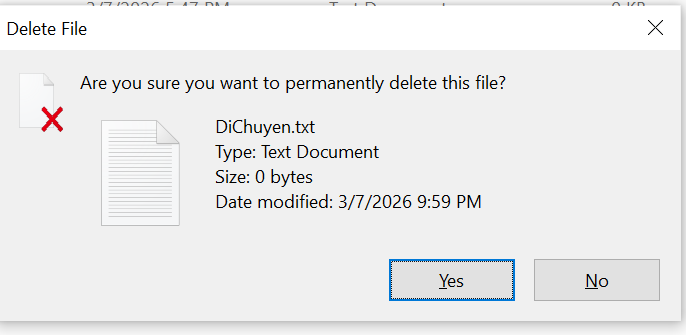 Delete File
Are you sure you want to permanently delete this file?
DiChuyen.txt
Type: Text Document
Size: 0 bytes
Date modified: 3/7/2026 9:59 PM
Yes
No